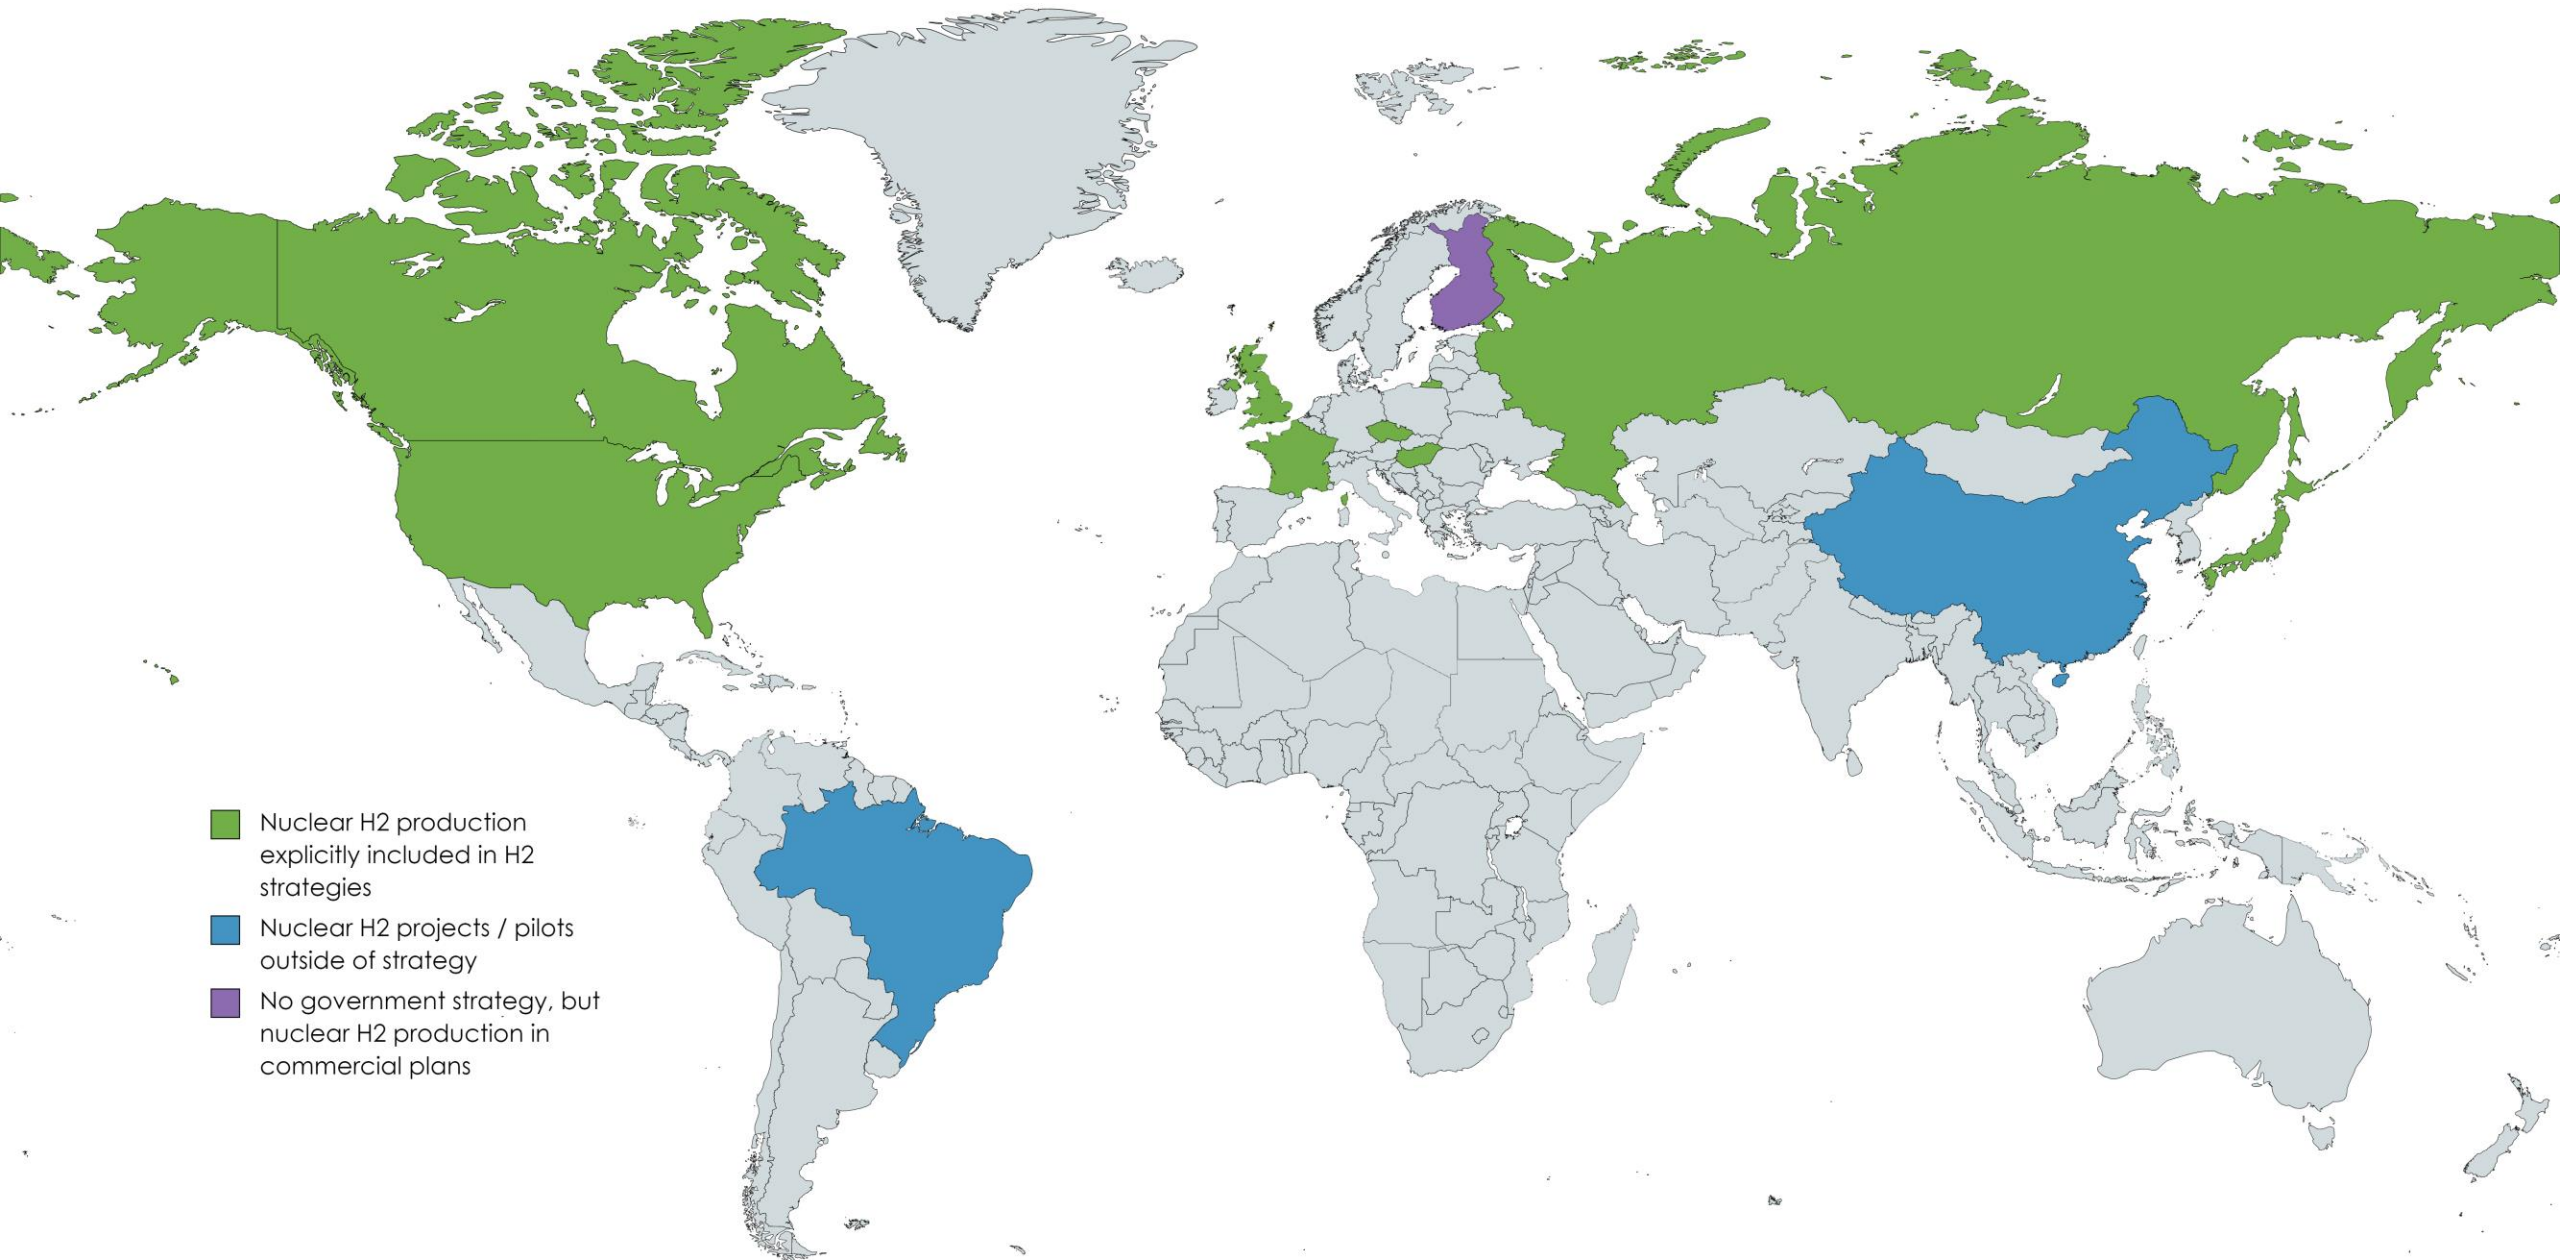 Nuclear H2 production
explicitly included in H2
strategies
Nuclear H2 projects / pilots
outside of strategy
No government strategy, but
nuclear H2 production in
commercial plans